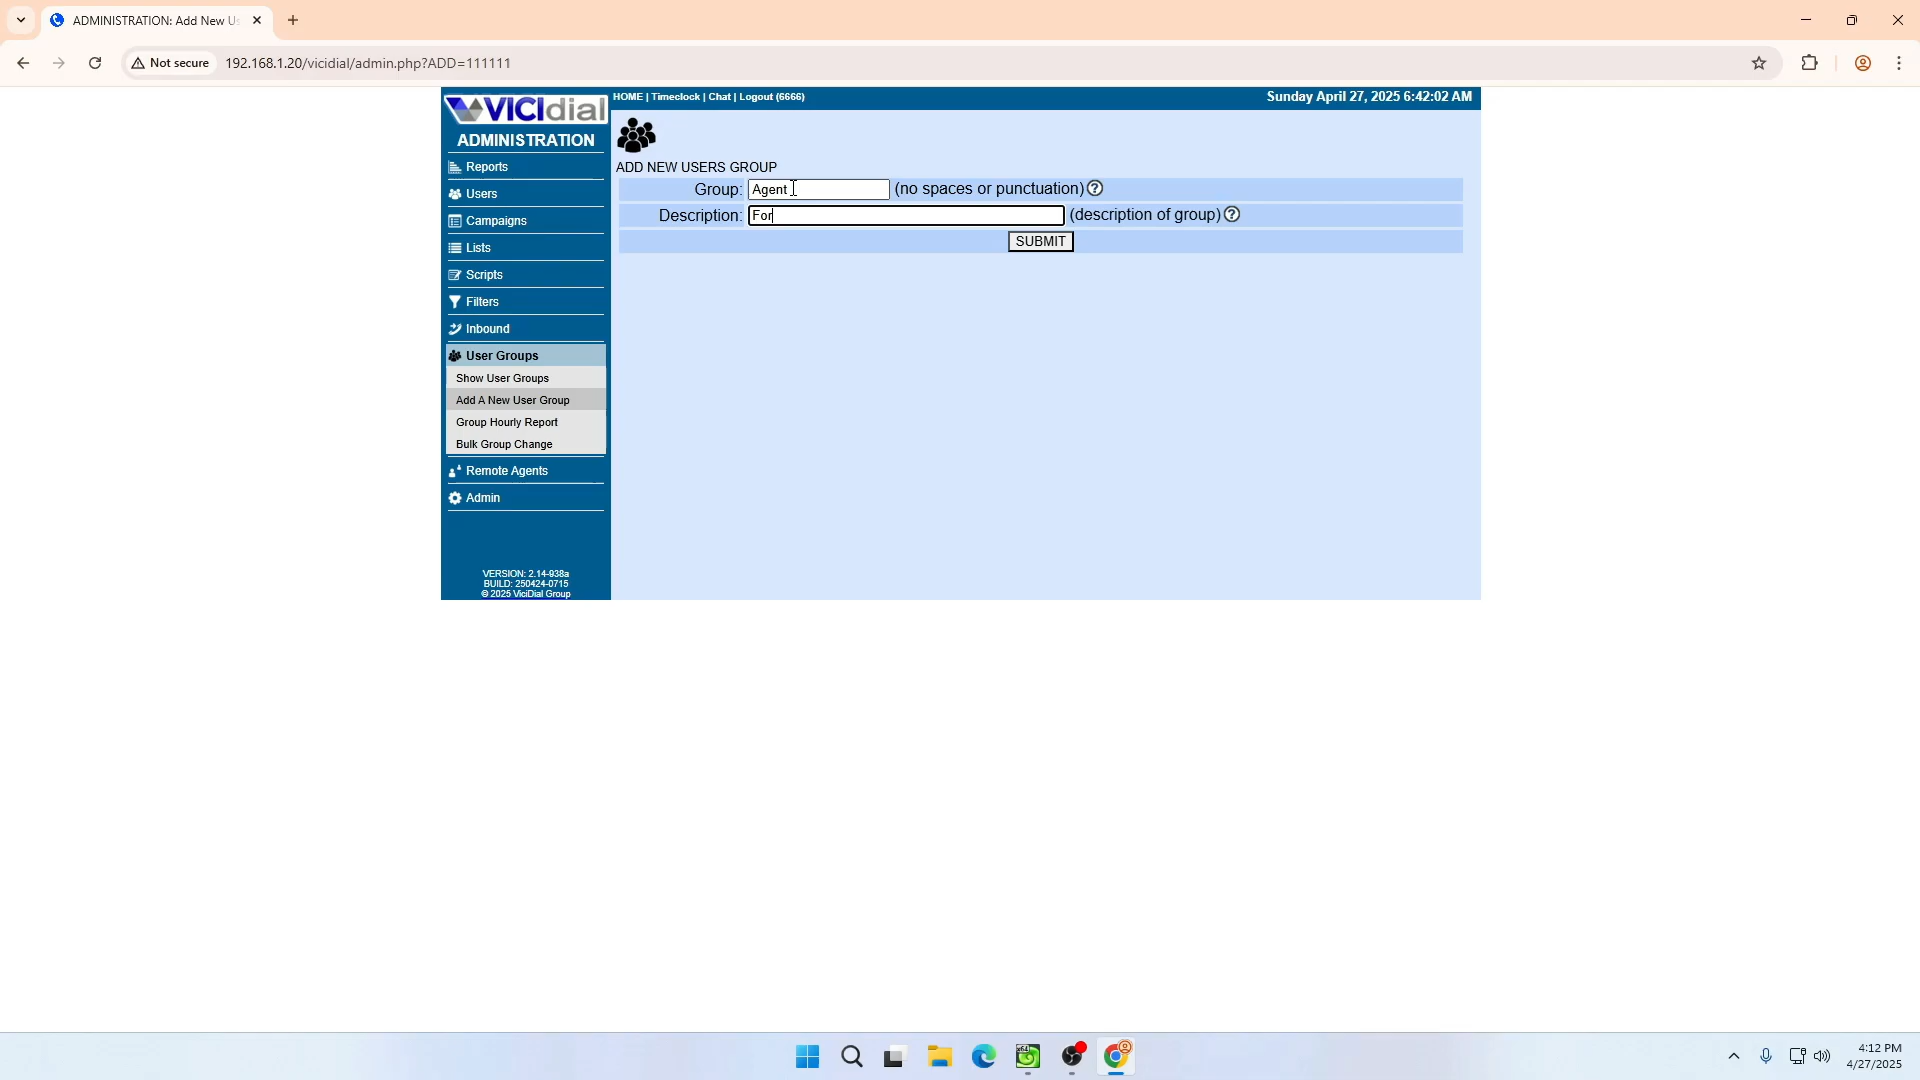 ADMINISTRATION: Add New Us
Not secure
192.168.1.20/vicidial/admin.php?ADD=111111
VICIdial
ADMINISTRATION
Reports
Users
Campaigns
Lists
Scripts
Filters
Inbound
User Groups
Show User Groups
Add A New User Group
Group Hourly Report
Bulk Group Change
Remote Agents
Admin
VERSION: 2.14-938a
BUILD: 250424-0715
© 2025 ViciDial Group
HOME | Timeclock | Chat | Logout (6666)
Sunday April 27, 2025 6:42:02 AM
ADD NEW USERS GROUP
Group: Agent (no spaces or punctuation)
Description: For (description of group)
SUBMIT
x64
4:12 PM
4/27/2025